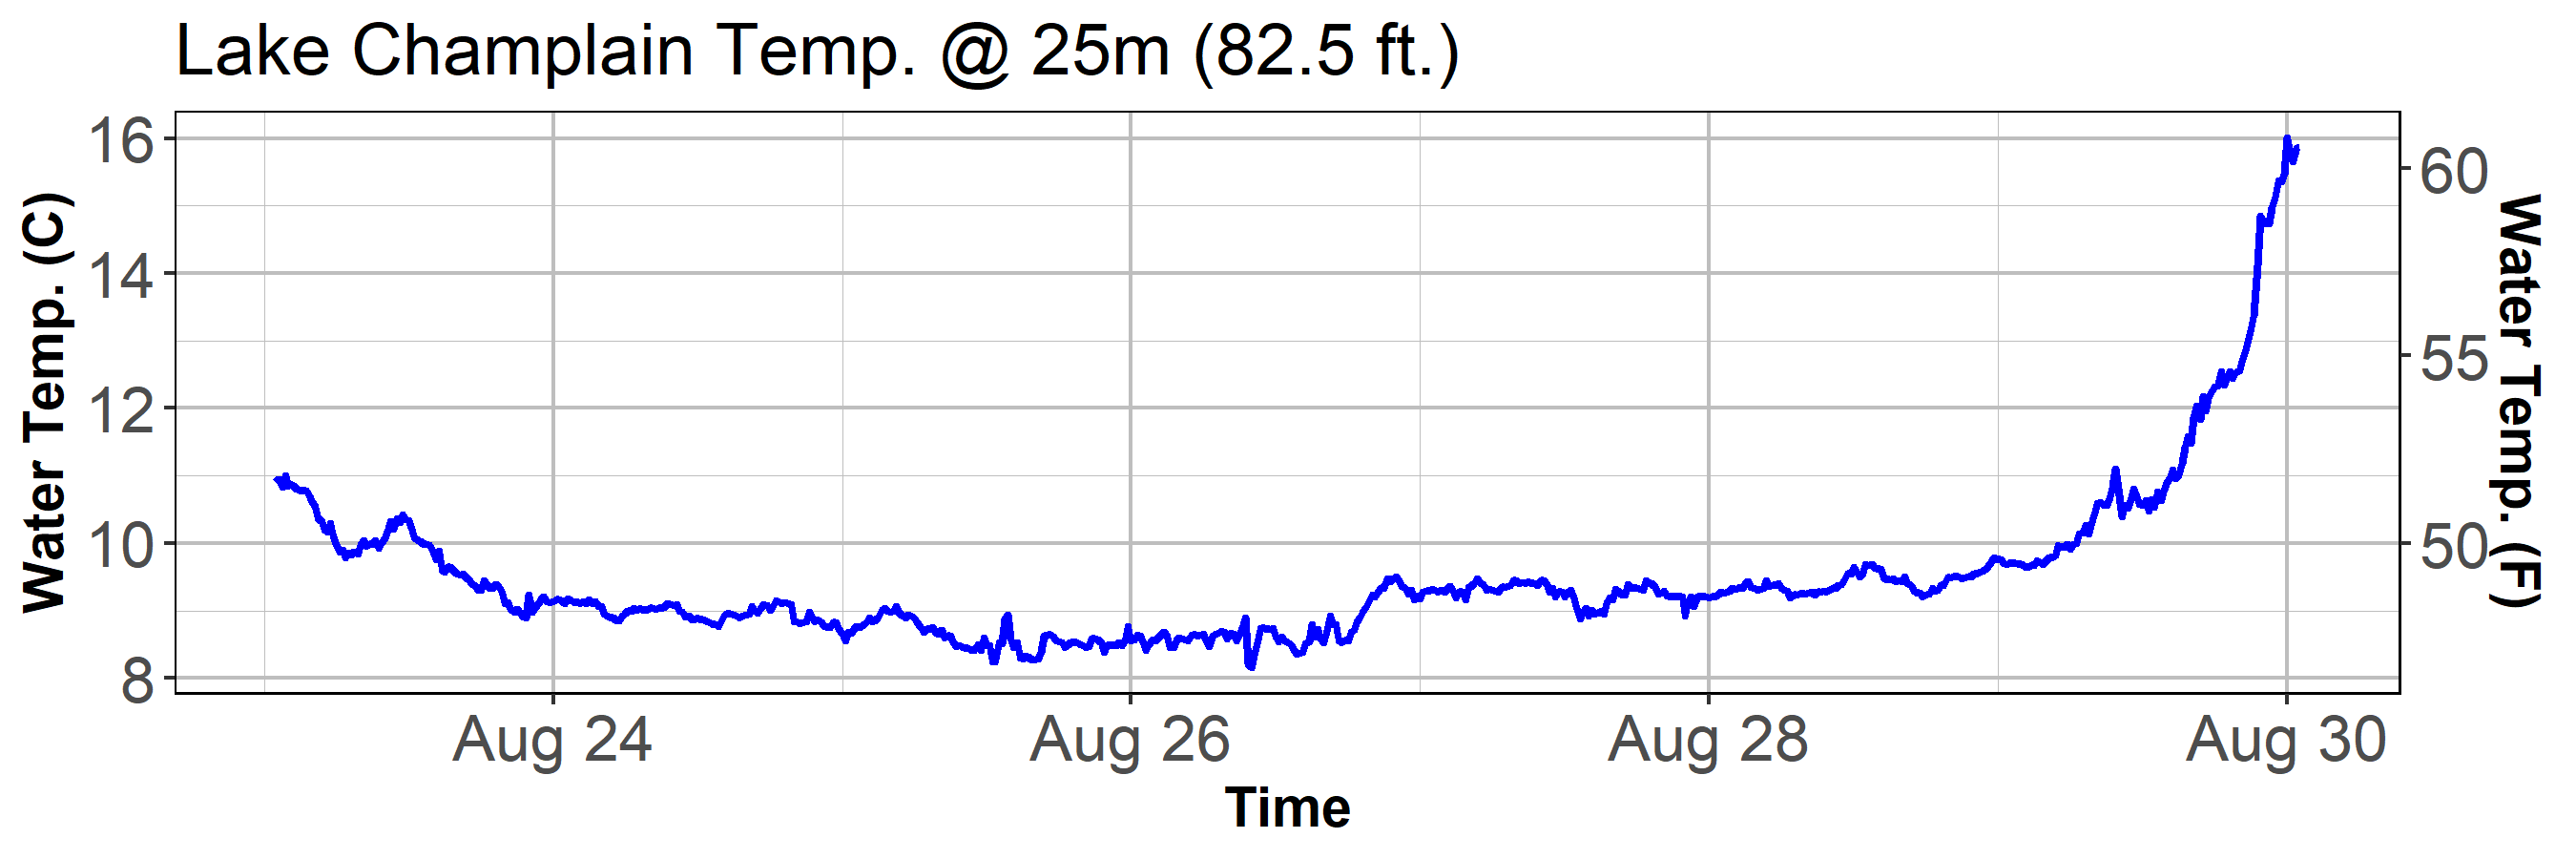 Lake Champlain Temp. @ 25m (82.5 ft.)
Water Temp. (C)
16
14
12
10
8
60
55
50
Water Temp. (F)
Aug 24 Aug 26 Aug 28 Aug 30
Time